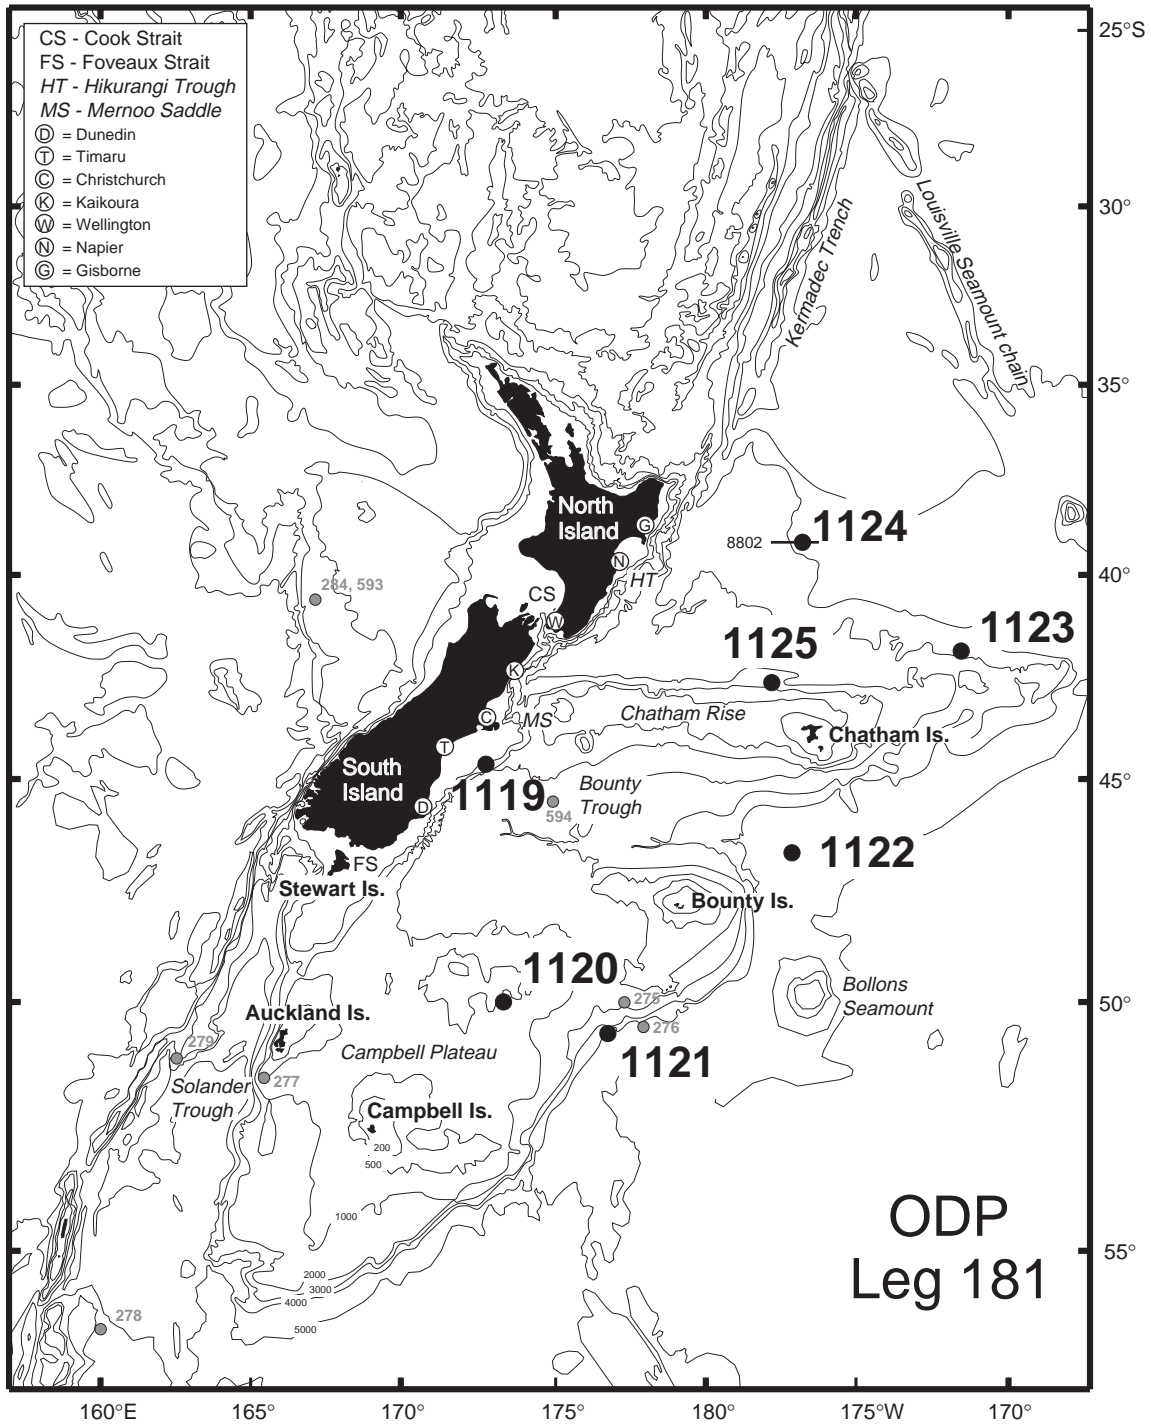 CS - Cook Strait
FS - Foveaux Strait
HT - Hikurangi Trough
MS - Mernoo Saddle
D = Dunedin
T = Timaru
C = Christchurch
K = Kaikoura
W = Wellington
N = Napier
G = Gisborne
25°S
30°
35°
40°
45°
50°
55°
Kermadec Trench
Louisville Seamount chain
North
Island
G
N
HT
CS
W
8802
1124
284, 593
1125
1123
K
C
MS
Chatham Rise
Chatham Is.
T
South
Island
D
1119
594
Bounty
Trough
1122
FS
Stewart Is.
Bounty Is.
1120
275
276
1121
Bollons
Seamount
Auckland Is.
279
Campbell Plateau
277
Solander
Trough
Campbell Is.
200
500
1000
2000
3000
4000
5000
278
ODP
Leg 181
160°E
165°
170°
175°
180°
175°W
170°